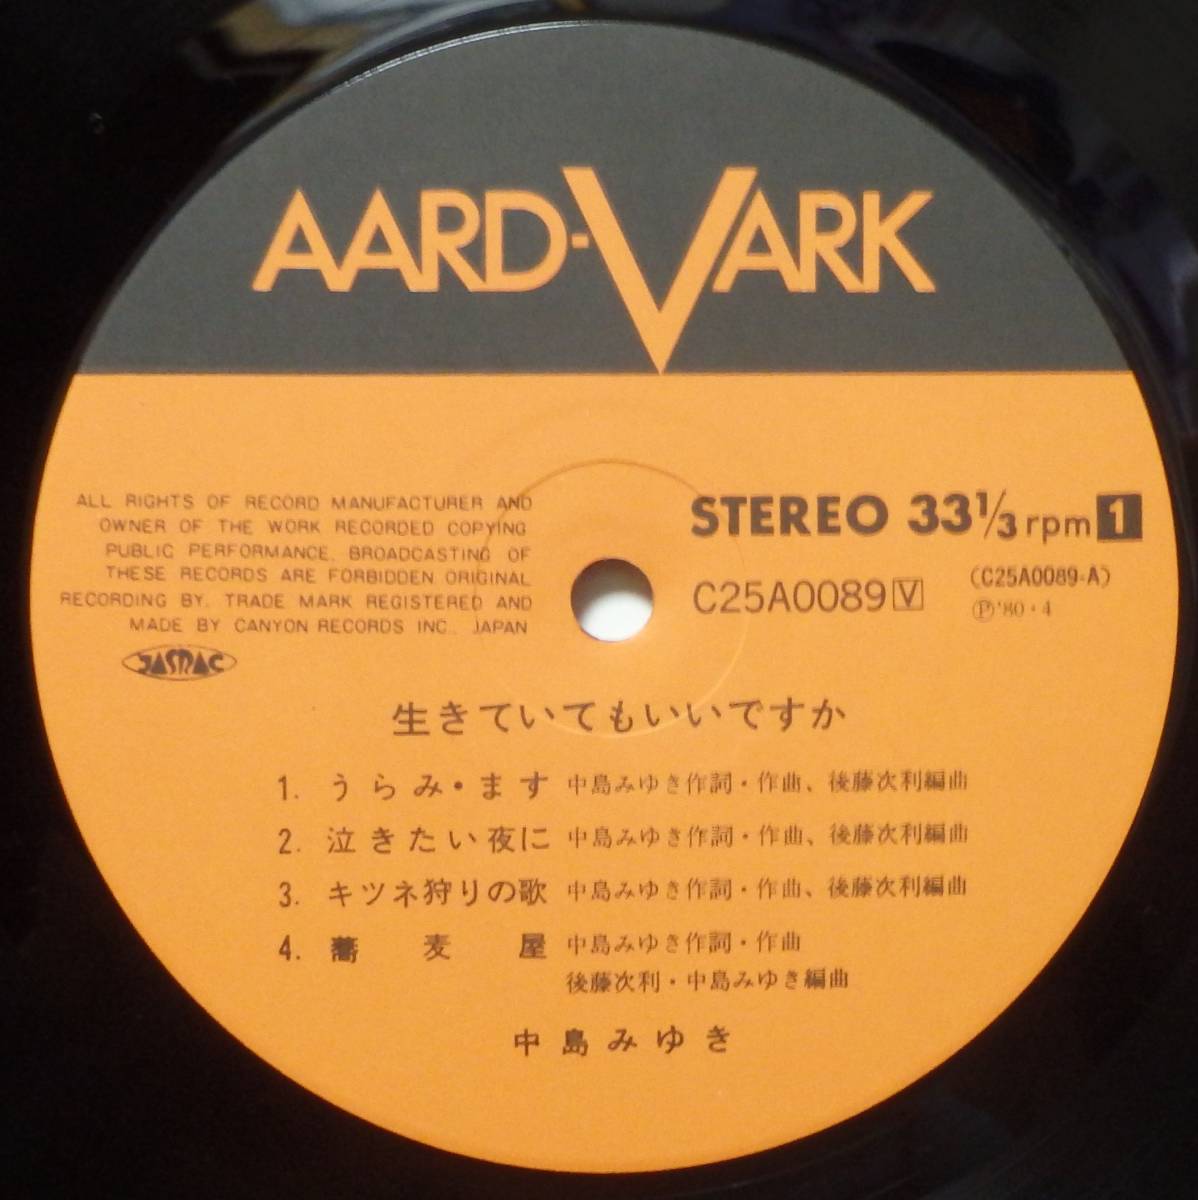 AARD-VARK
ALL RIGHTS OF RECORD MANUFACTURER AND
OWNER OF THE WORK RECORDED COPYING
PUBLIC PERFORMANCE. BROADCASTING OF
THESE RECORDS ARE FORBIDDEN ORIGINAL
RECORDING BY. TRADE MARK REGISTERED AND
MADE BY CANYON RECORDS INC., JAPAN
JASRAC
STEREO 33 1/3 rpm 1
C25A0089 V (C25A0089-A)
Ⓟ'80・4
生きていてもいいですか
1. うらみ・ます 中島みゆき作詞・作曲、後藤次利編曲
2. 泣きたい夜に 中島みゆき作詞・作曲、後藤次利編曲
3. キツネ狩りの歌 中島みゆき作詞・作曲、後藤次利編曲
4. 蕎麦屋 中島みゆき作詞・作曲
後藤次利・中島みゆき編曲
中島みゆき